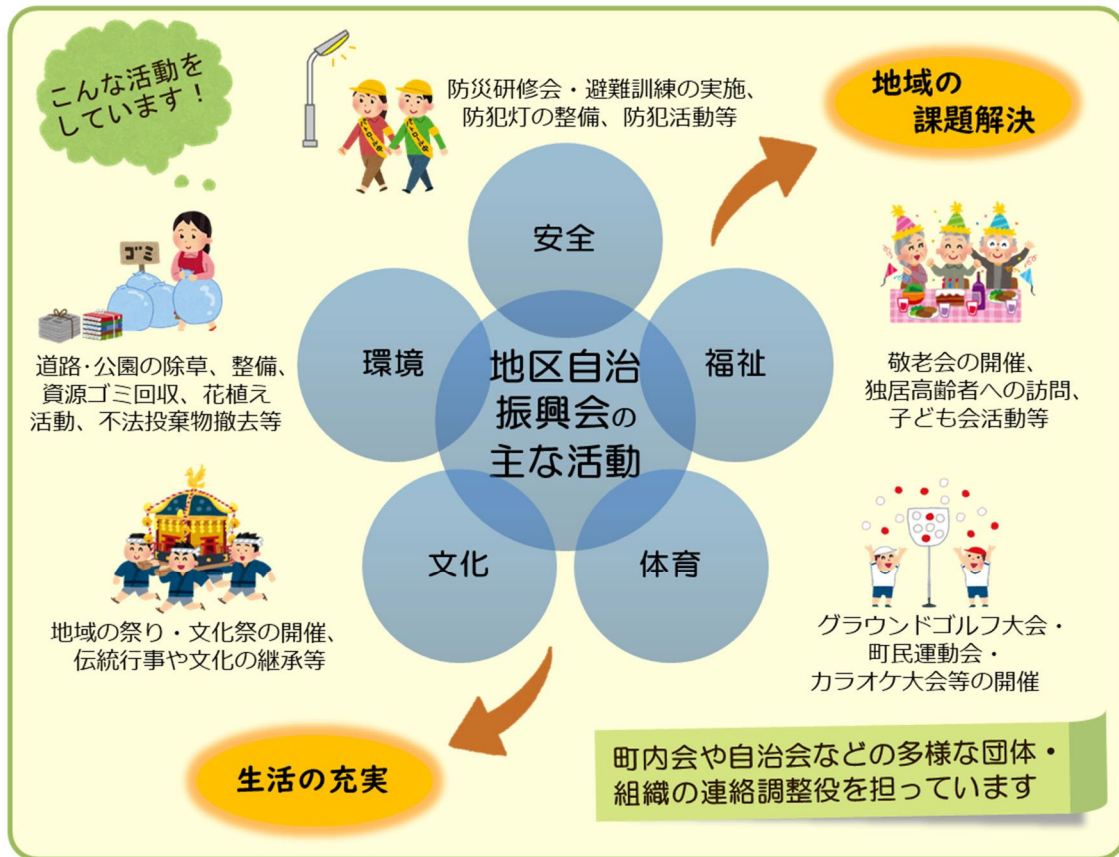 こんな活動を
しています！
防災研修会・避難訓練の実施、
防犯灯の整備、防犯活動等
地域の
課題解決
安全
ゴミ
環境
地区自治
振興会の
主な活動
福祉
道路・公園の除草、整備、
資源ゴミ回収、花植え
活動、不法投棄物撤去等
敬老会の開催、
独居高齢者への訪問、
子ども会活動等
文化
体育
地域の祭り・文化祭の開催、
伝統行事や文化の継承等
グラウンドゴルフ大会・
町民運動会・
カラオケ大会等の開催
生活の充実
町内会や自治会などの多様な団体・
組織の連絡調整役を担っています